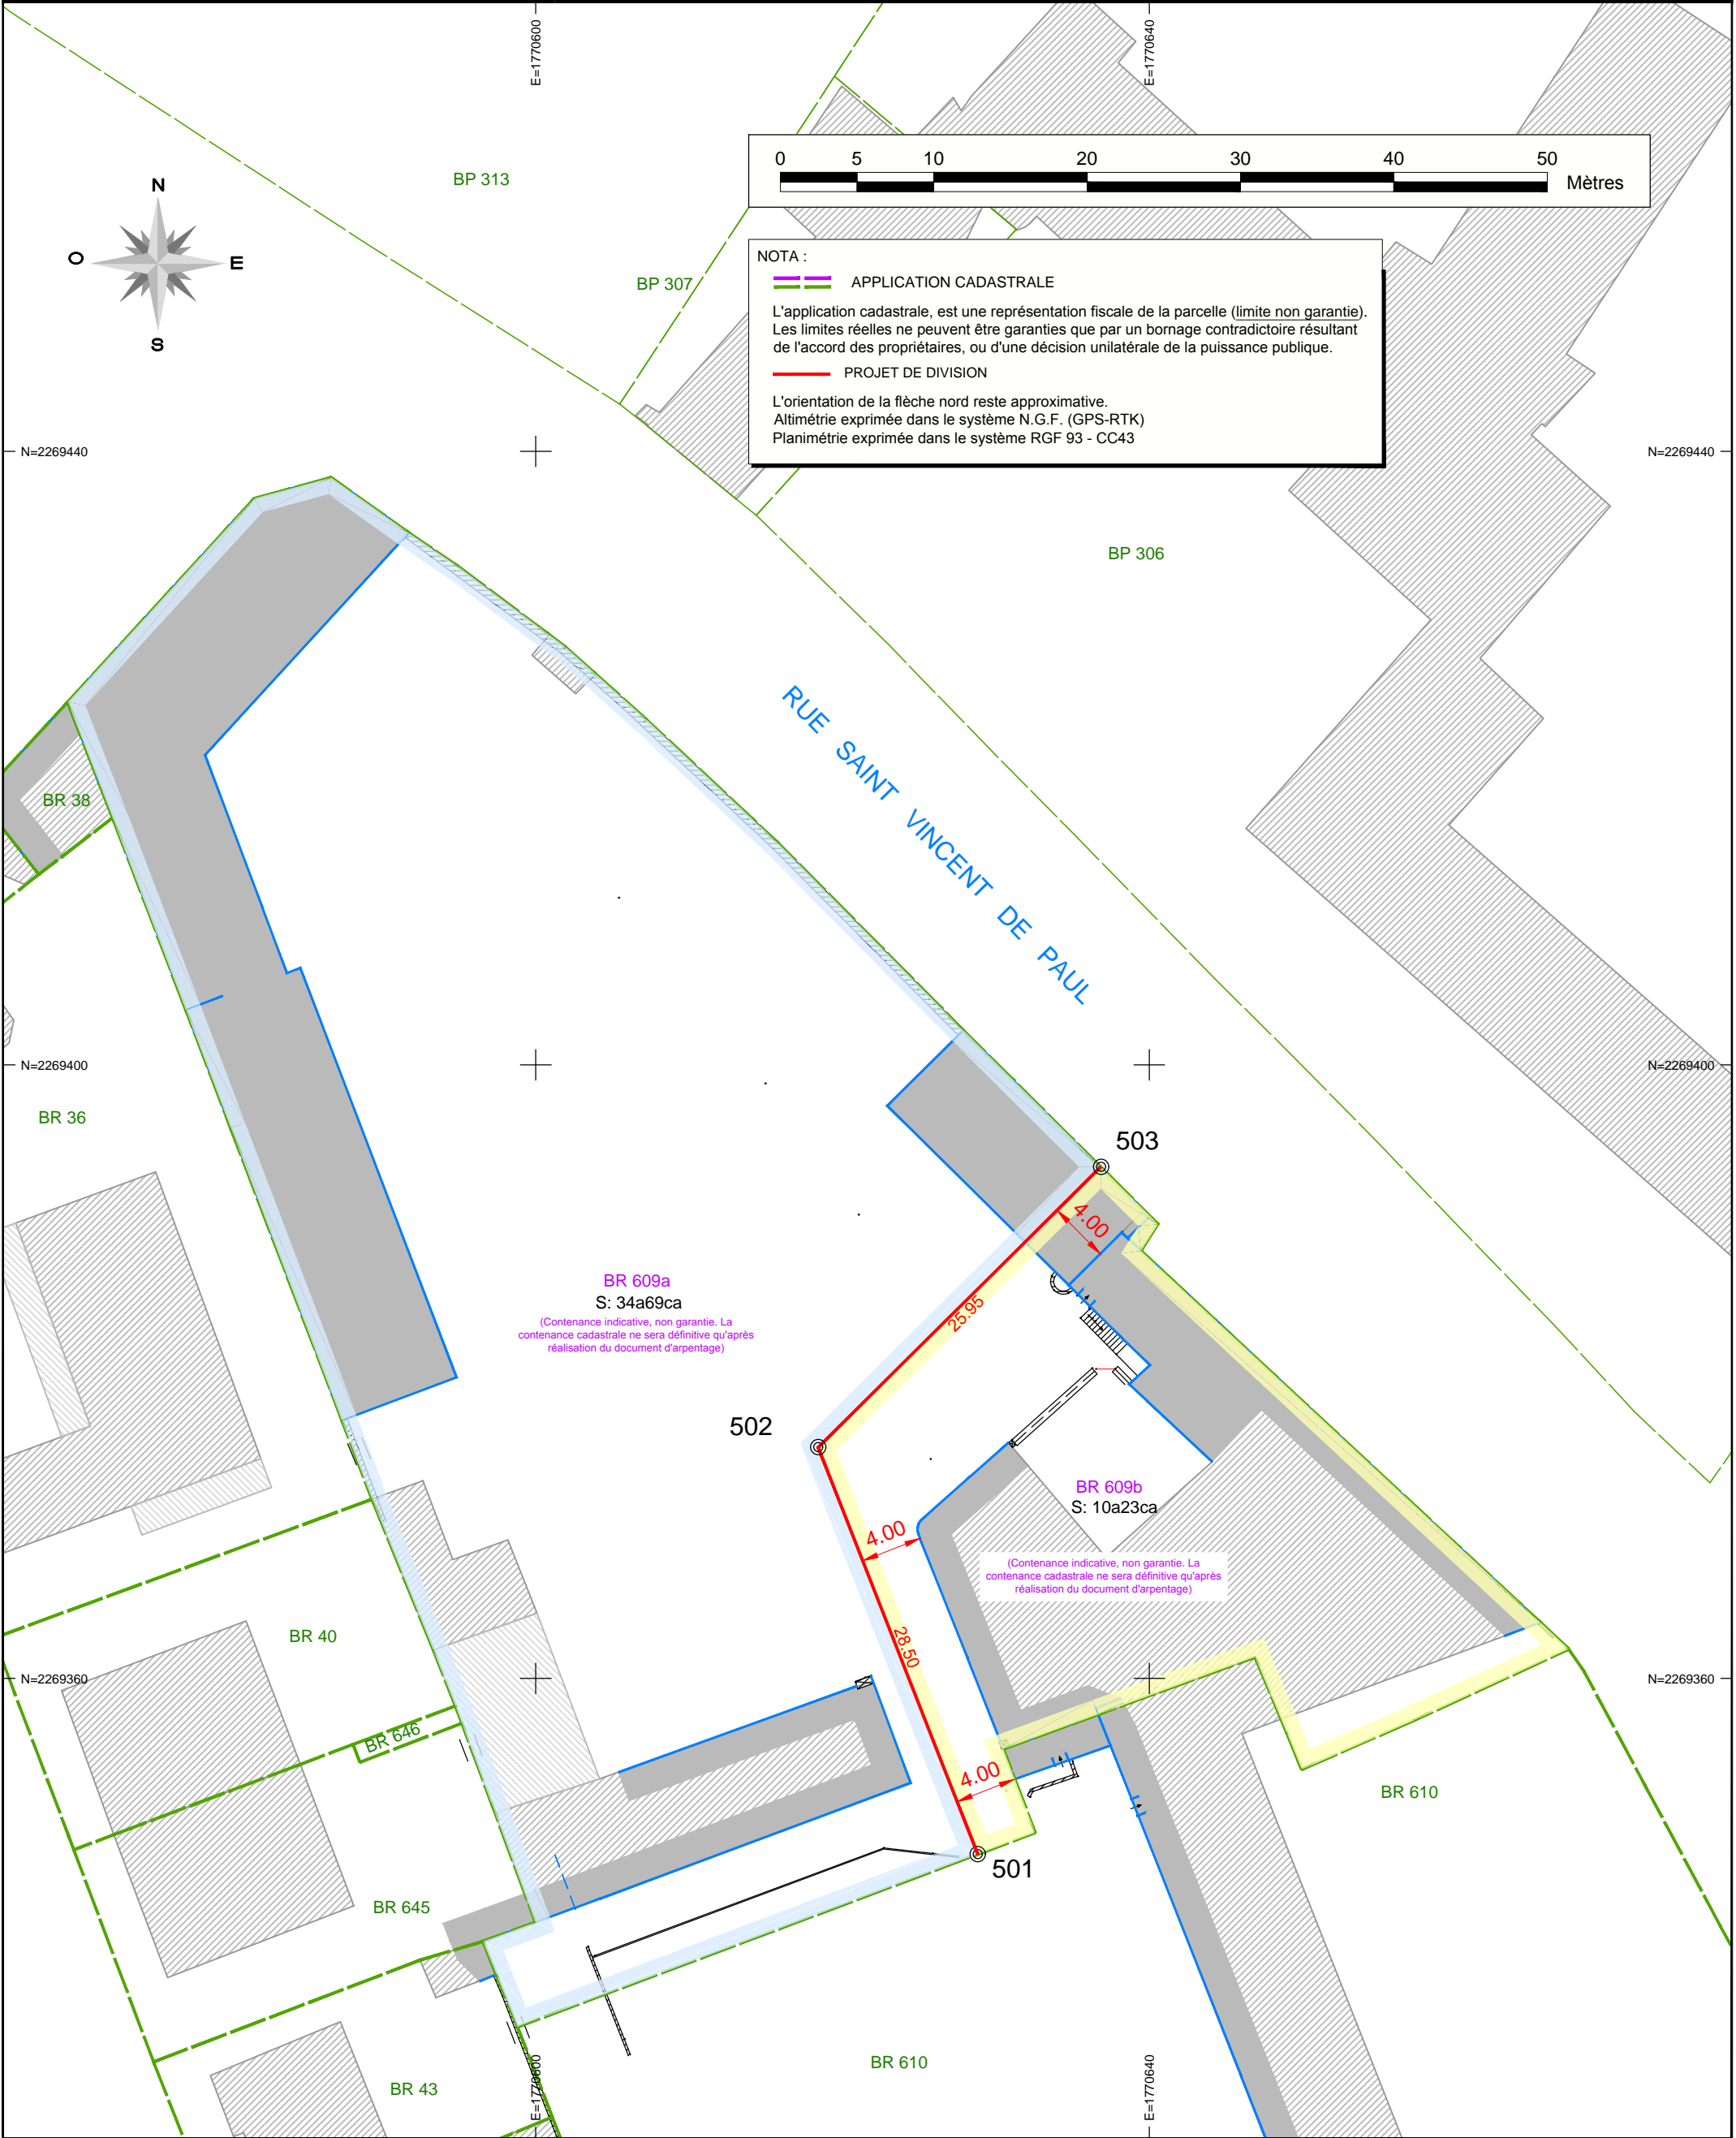 E=1770600
E=1770640
BP 313
0 5 10 20 30 40 50
Mètres
N
O
E
S
BP 307
NOTA :
APPLICATION CADASTRALE
L'application cadastrale, est une représentation fiscale de la parcelle (limite non garantie).
Les limites réelles ne peuvent être garanties que par un bornage contradictoire résultant
de l'accord des propriétaires, ou d'une décision unilatérale de la puissance publique.
PROJET DE DIVISION
L'orientation de la flèche nord reste approximative.
Altimétrie exprimée dans le système N.G.F. (GPS-RTK)
Planimétrie exprimée dans le système RGF 93 - CC43
N=2269440
N=2269440
BP 306
RUE SAINT VINCENT DE PAUL
BR 38
N=2269400
N=2269400
BR 36
503
4.00
BR 609a
S: 34a69ca
(Contenance indicative, non garantie. La
contenance cadastrale ne sera définitive qu'après
réalisation du document d'arpentage)
25.95
502
BR 609b
S: 10a23ca
4.00
(Contenance indicative, non garantie. La
contenance cadastrale ne sera définitive qu'après
réalisation du document d'arpentage)
BR 40
28.50
N=2269360
N=2269360
BR 646
4.00
BR 610
501
BR 645
BR 610
BR 43
E=1770600
E=1770640